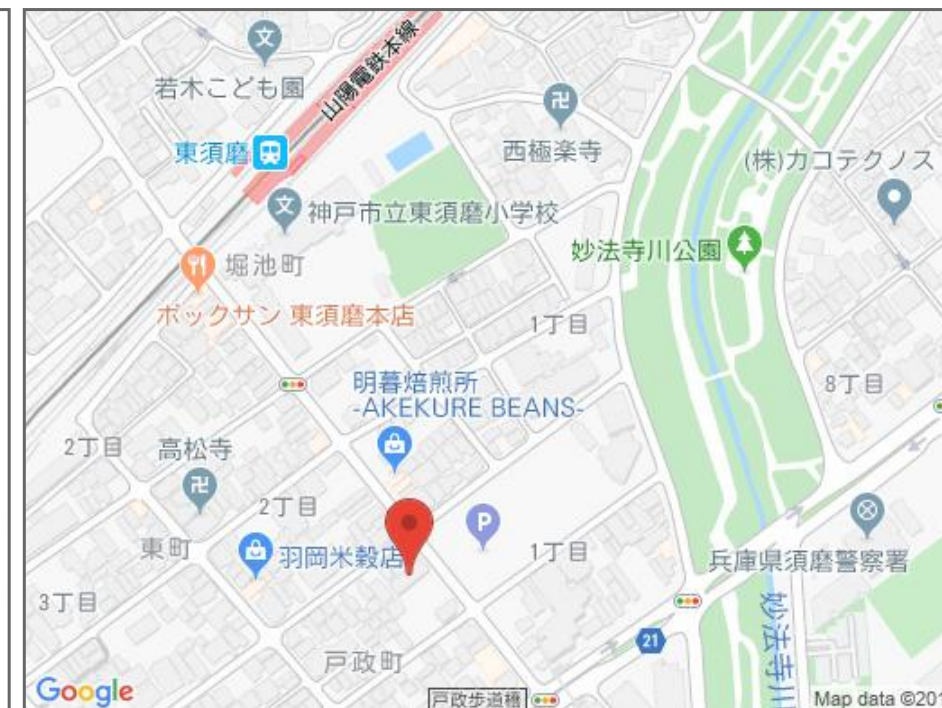 若木こども園
山陽電鉄本線
東須磨
西極楽寺
(株)カコテクノス
神戸市立東須磨小学校
妙法寺川公園
堀池町
ボックサン 東須磨本店
1丁目
明暮焙煎所
-AKEKURE BEANS-
8丁目
2丁目
高松寺
2丁目
P
東町
羽岡米穀店
1丁目
兵庫県須磨警察署
3丁目
21
妙法寺川
戸政町
Google
戸政歩道橋
Map data ©201